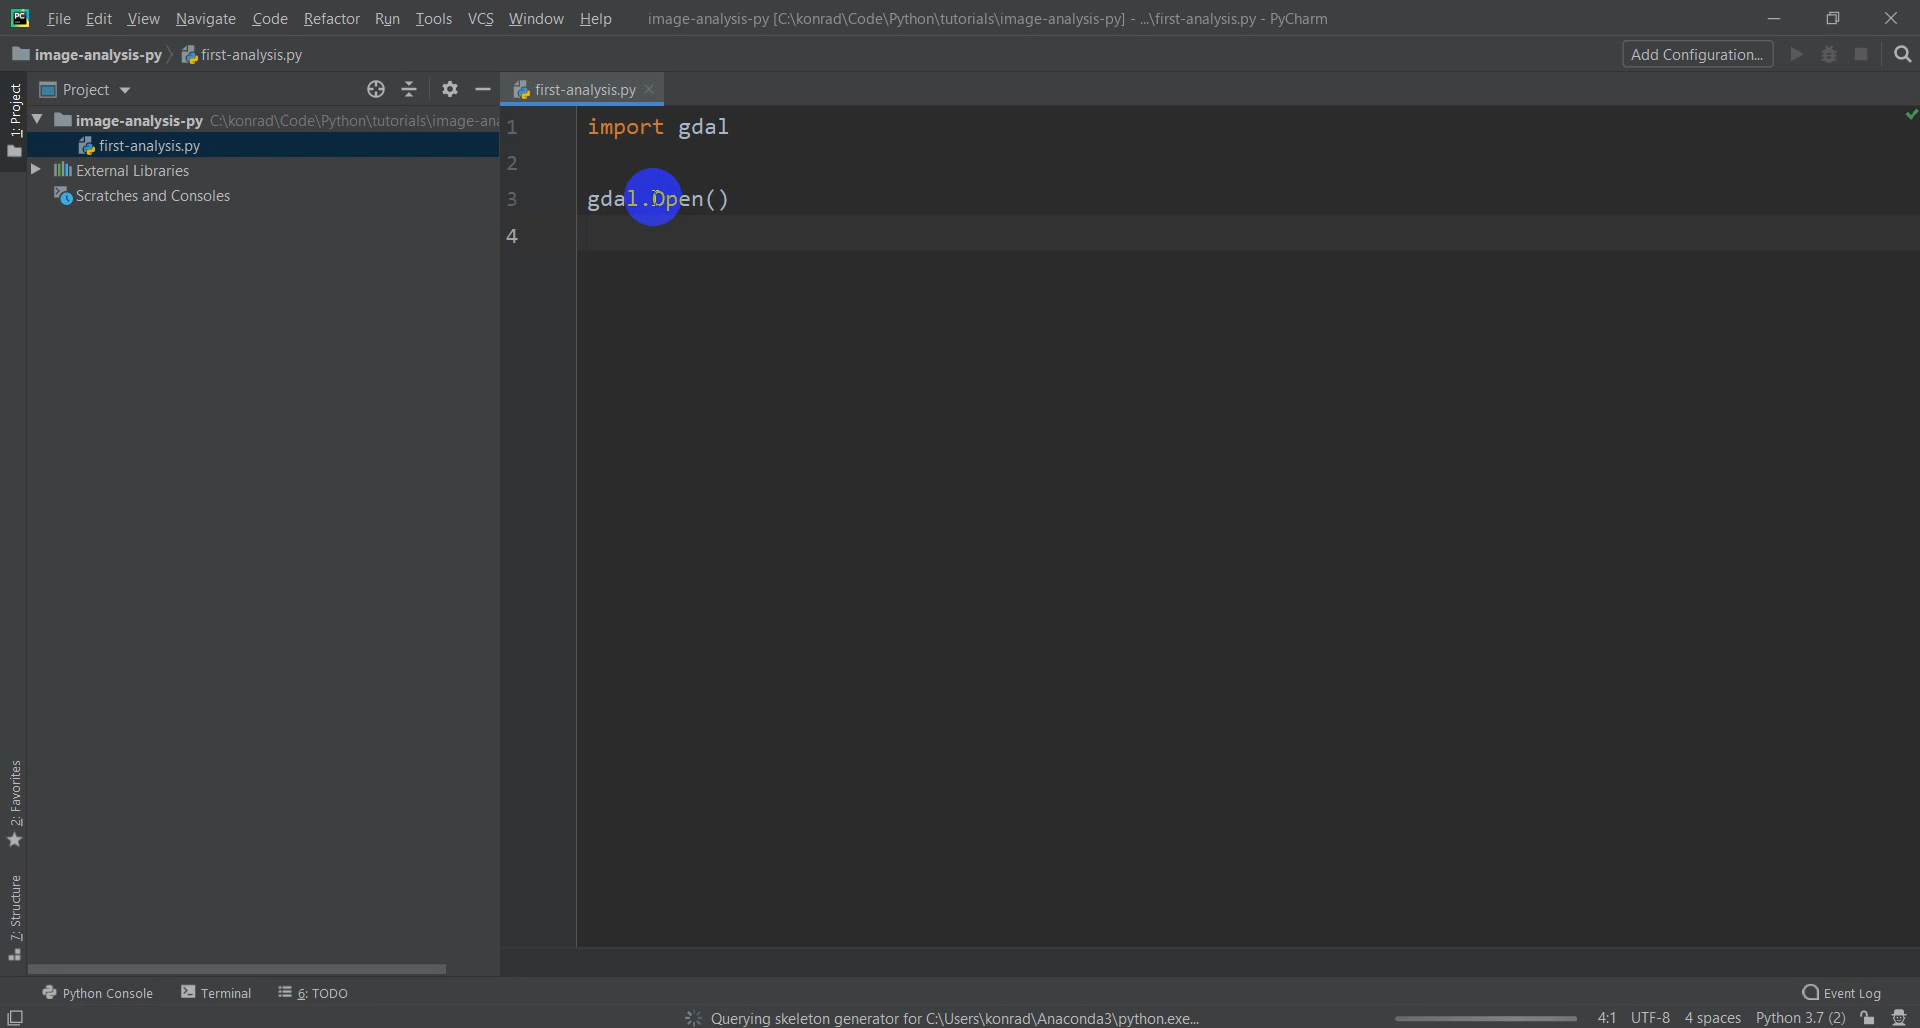 PC File Edit View Navigate Code Refactor Run Tools VCS Window Help image-analysis-py [C:\konrad\Code\Python\tutorials\image-analysis-py] - ...\first-analysis.py - PyCharm
image-analysis-py first-analysis.py Add Configuration...
1: Project
Project
first-analysis.py
image-analysis-py C:\konrad\Code\Python\tutorials\image-ana
first-analysis.py
External Libraries
Scratches and Consoles
1 import gdal
2
3 gdal.Open()
4
2: Favorites
7: Structure
Python Console Terminal 6: TODO Event Log
Querying skeleton generator for C:\Users\konrad\Anaconda3\python.exe... 4:1 UTF-8 4 spaces Python 3.7 (2)